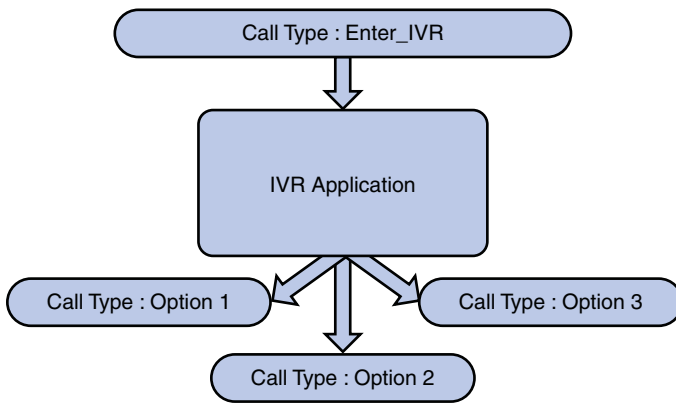 Call Type : Enter_IVR
IVR Application
Call Type : Option 1
Call Type : Option 3
Call Type : Option 2